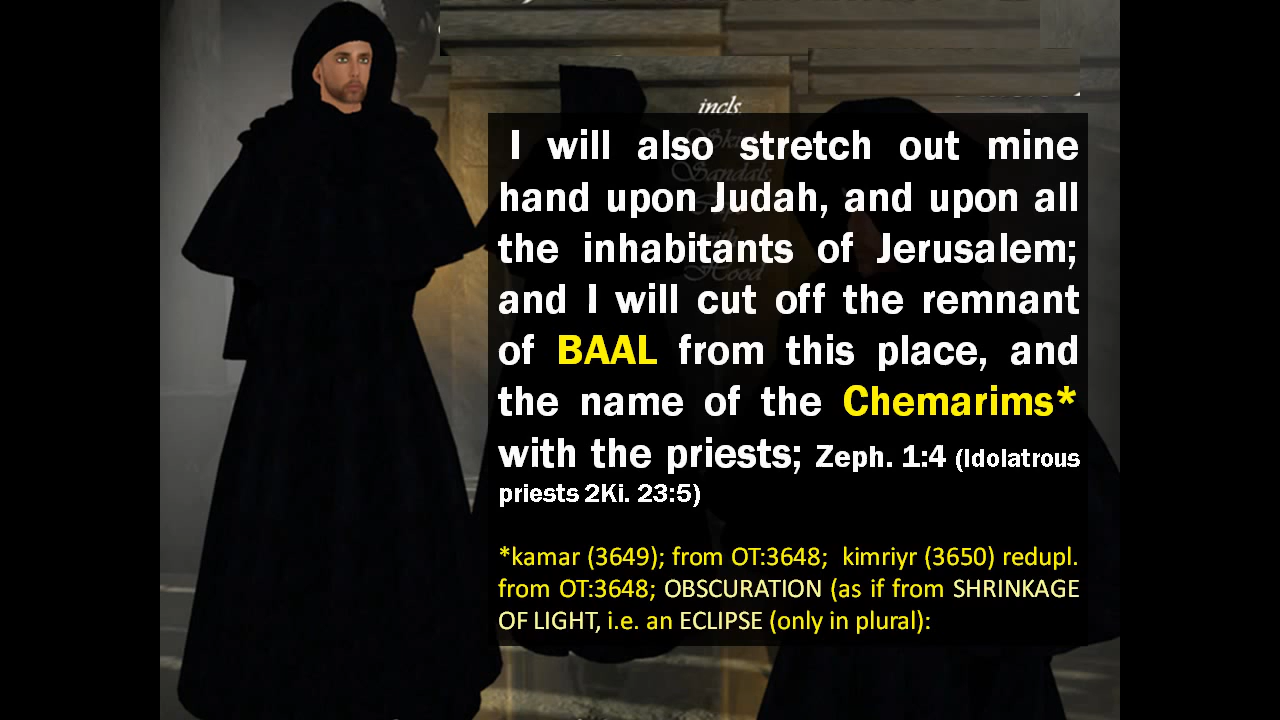 incls.
Sandals
Hood
I will also stretch out mine
hand upon Judah, and upon all
the inhabitants of Jerusalem;
and I will cut off the remnant
of BAAL from this place, and
the name of the Chemarims*
with the priests; Zeph. 1:4 (Idolatrous
priests 2Ki. 23:5)
*kamar (3649); from OT:3648; kimriyr (3650) redupl.
from OT:3648; OBSCURATION (as if from SHRINKAGE
OF LIGHT, i.e. an ECLIPSE (only in plural):